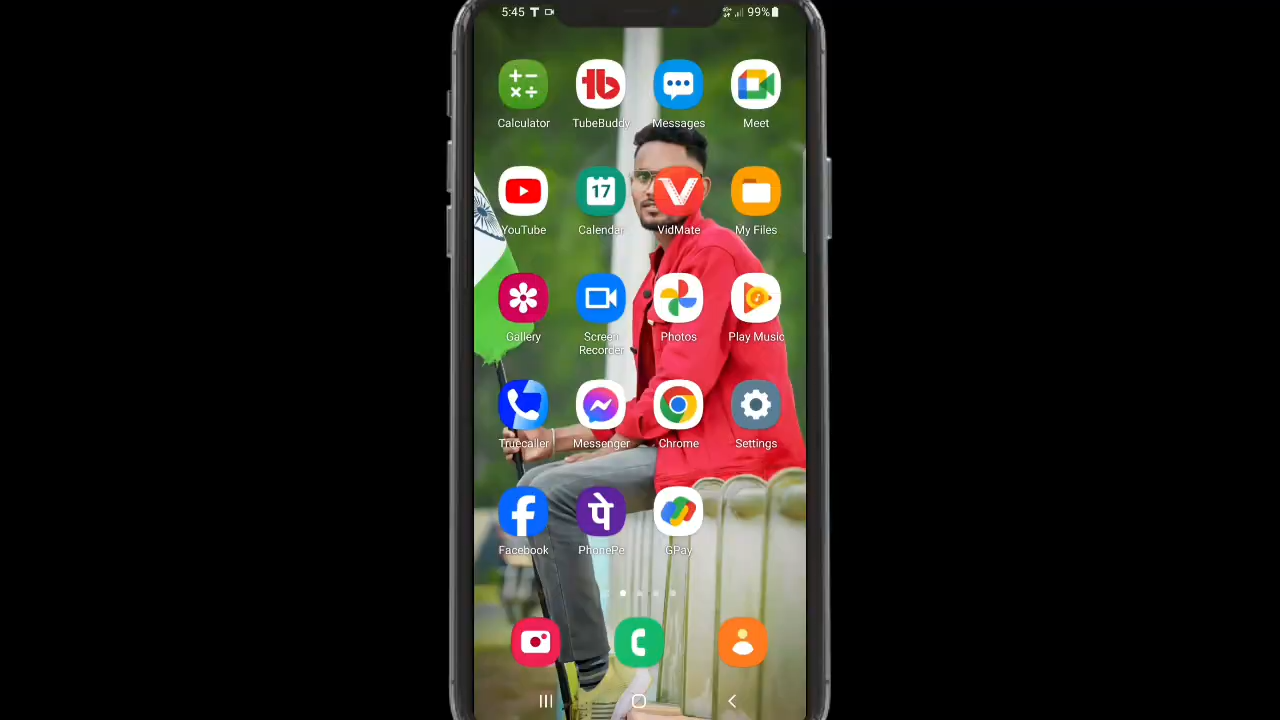 5:45
99%
Calculator TubeBuddy Messages Meet
17
YouTube Calendar VidMate My Files
Gallery Screen Recorder Photos Play Music
Truecaller Messenger Chrome Settings
पे
Facebook PhonePe GPay